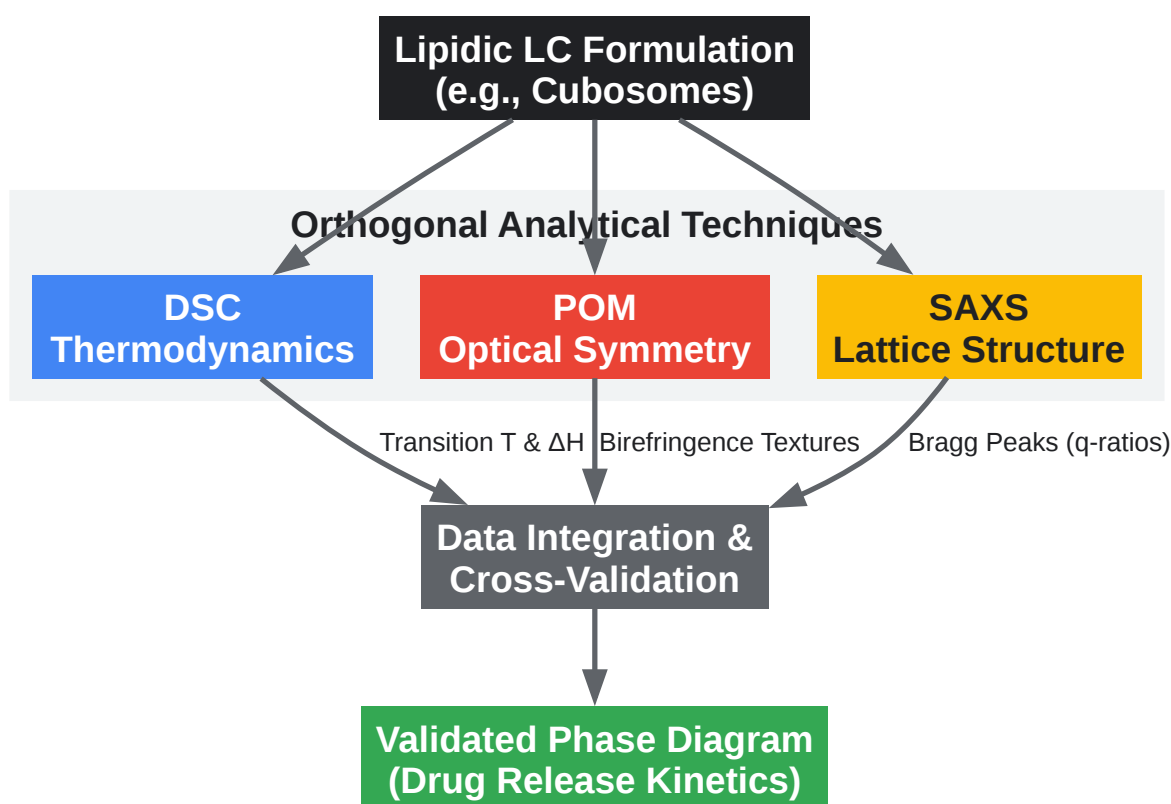 Lipidic LC Formulation
(e.g., Cubosomes)
Orthogonal Analytical Techniques
DSC
Thermodynamics
POM
Optical Symmetry
SAXS
Lattice Structure
Transition T & ΔH
Birefringence Textures
Bragg Peaks (q-ratios)
Data Integration &
Cross-Validation
Validated Phase Diagram
(Drug Release Kinetics)